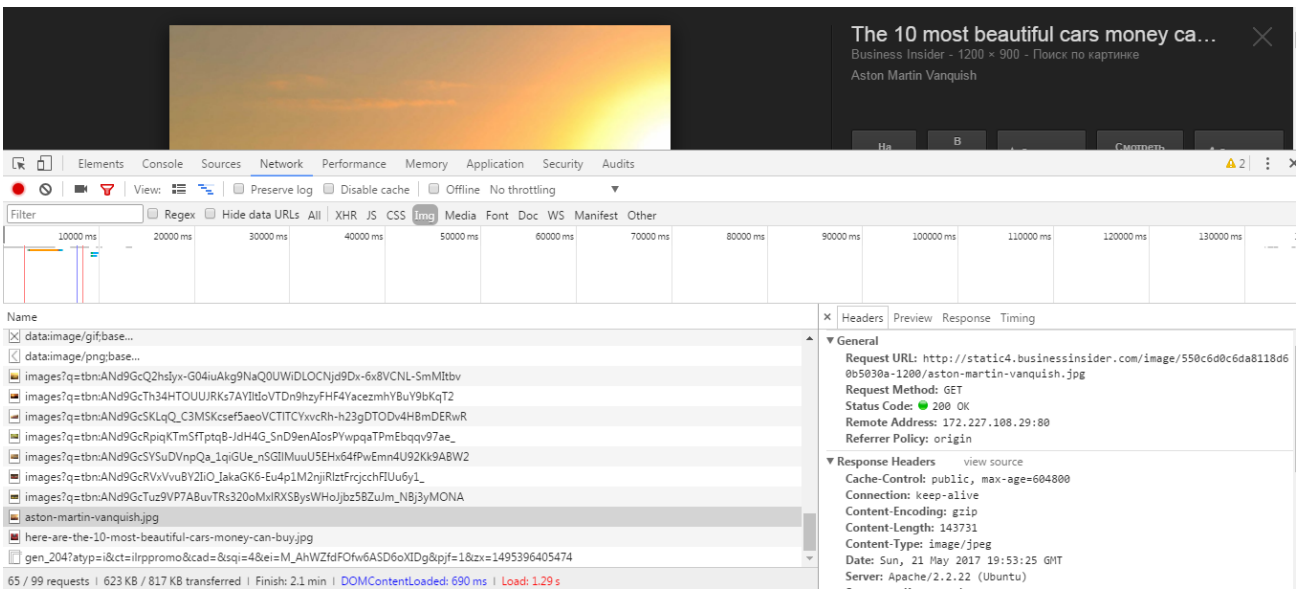 The 10 most beautiful cars money ca…
Business Insider - 1200 × 900 - Поиск по картинке
Aston Martin Vanquish
На
В
Смотреть
Elements Console Sources Network Performance Memory Application Security Audits
2
View: Preserve log Disable cache Offline No throttling
Filter Regex Hide data URLs All XHR JS CSS Img Media Font Doc WS Manifest Other
10000 ms 20000 ms 30000 ms 40000 ms 50000 ms 60000 ms 70000 ms 80000 ms 90000 ms 100000 ms 110000 ms 120000 ms 130000 ms
Name
data:image/gif;base...
data:image/png;base...
images?q=tbn:ANd9GcQ2hsIyx-G04iuAkg9NaQ0UWiDLOCNjd9Dx-6x8VCNL-SmMItbv
images?q=tbn:ANd9GcTh34HTOUUJRKs7AYItIoVTDn9hzyFHF4YacezmhYBuY9bKqT2
images?q=tbn:ANd9GcSKLqQ_C3MSKcsef5aeoVCTlTCYxvcRh-h23gDTODv4HBmDERwR
images?q=tbn:ANd9GcRpiqKTmSfTptqB-JdH4G_SnD9enAIosPYwpqaTPmEbqqv97ae_
images?q=tbn:ANd9GcSYSuDVnpQa_1qiGUe_nSGIlMuuU5EHx64fPwEmn4U92Kk9ABW2
images?q=tbn:ANd9GcRVxVvuBY2IiO_IakaGK6-Eu4p1M2njiRlztFrcjcchFIUu6y1_
images?q=tbn:ANd9GcTuz9VP7ABuvTRs320oMxIRXSBysWHoJjbz5BZuJm_NBj3yMONA
aston-martin-vanquish.jpg
here-are-the-10-most-beautiful-cars-money-can-buy.jpg
gen_204?atyp=i&ct=ilrppromo&cad=&sqi=4&ei=M_AhWZfdFOfw6ASD6oXIDg&pjf=1&zx=1495396405474
65 / 99 requests | 623 KB / 817 KB transferred | Finish: 2.1 min | DOMContentLoaded: 690 ms | Load: 1.29 s
Headers Preview Response Timing
General
Request URL: http://static4.businessinsider.com/image/550c6d0c6da8118d6
0b5030a-1200/aston-martin-vanquish.jpg
Request Method: GET
Status Code: 200 OK
Remote Address: 172.227.108.29:80
Referrer Policy: origin
Response Headers view source
Cache-Control: public, max-age=604800
Connection: keep-alive
Content-Encoding: gzip
Content-Length: 143731
Content-Type: image/jpeg
Date: Sun, 21 May 2017 19:53:25 GMT
Server: Apache/2.2.22 (Ubuntu)